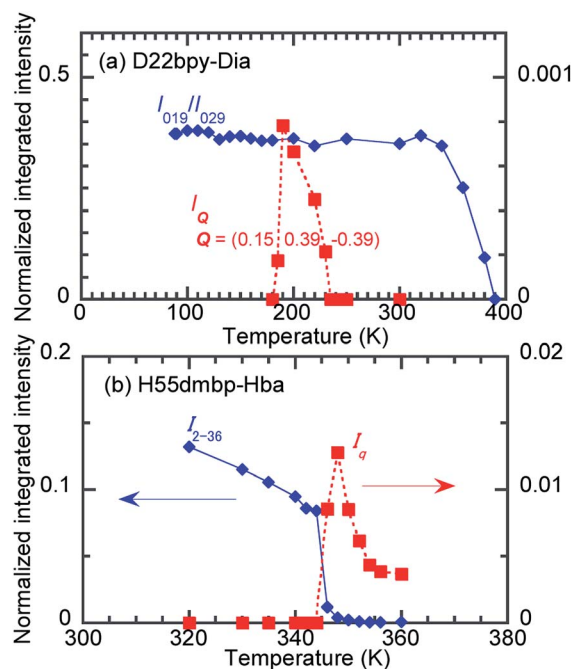 (a) D22bpy-Dia
I019/I029
IQ
Q = (0.15 0.39 -0.39)
Normalized integrated intensity
0.5
0
0.001
0
0 100 200 300 400
Temperature (K)
(b) H55dmbp-Hba
I2-36
Iq
Normalized integrated intensity
0.2
0.1
0
0.02
0.01
0
300 320 340 360 380
Temperature (K)